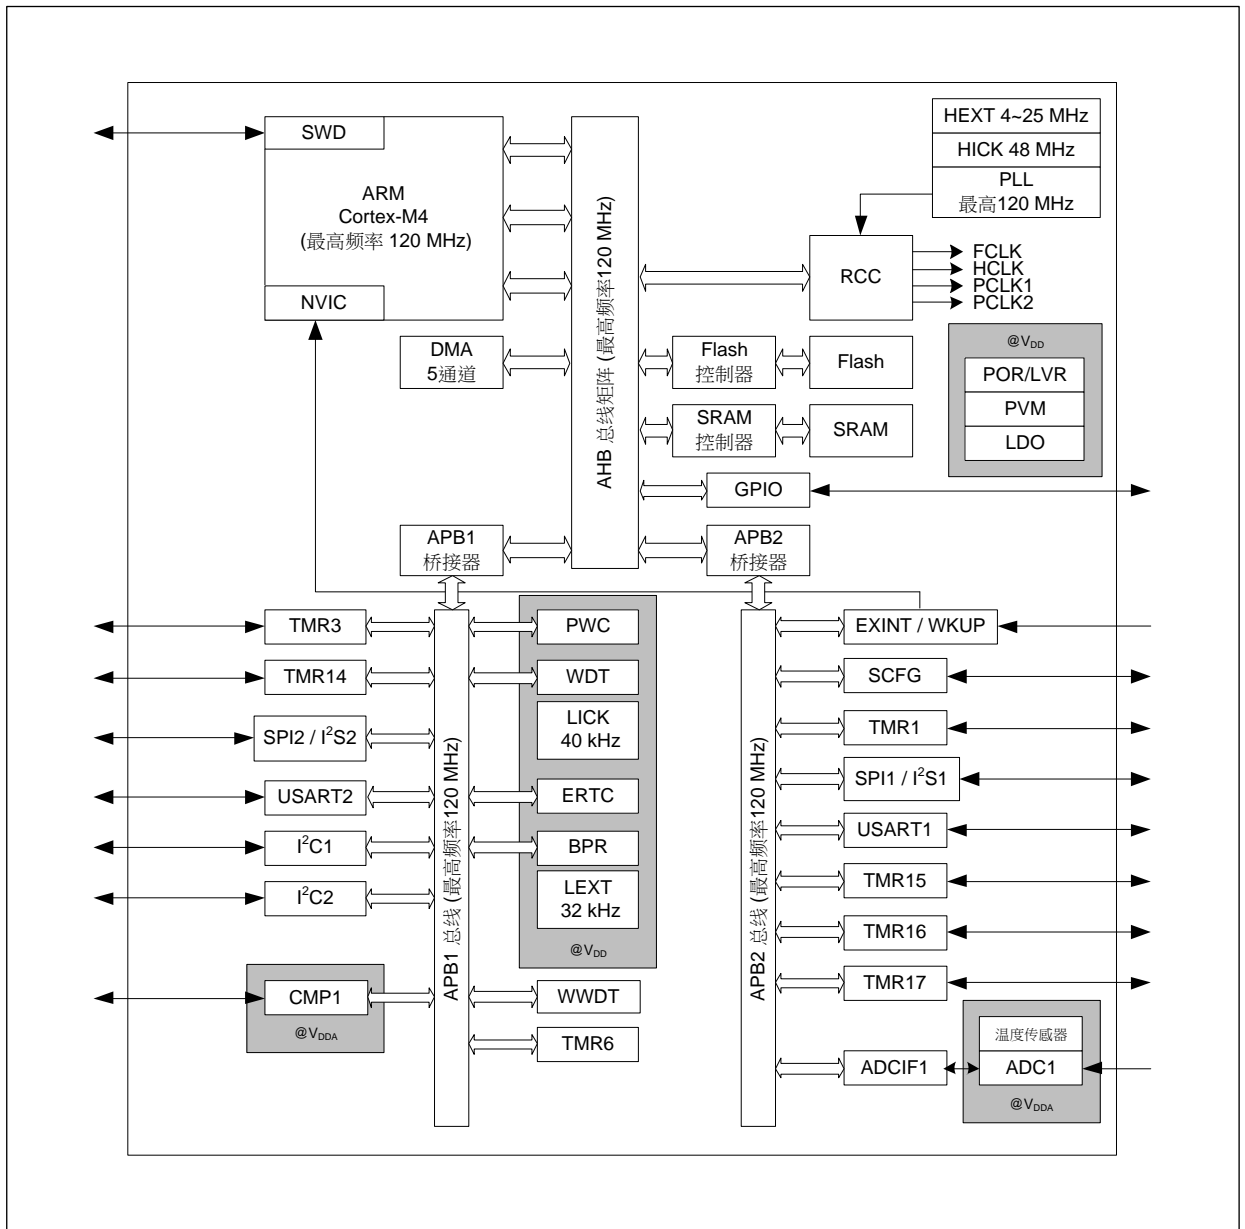 SWD
ARM
Cortex-M4
(最高频率 120 MHz)
NVIC
DMA
5通道
AHB 总线矩阵 (最高频率120 MHz)
HEXT 4~25 MHz
HICK 48 MHz
PLL
最高120 MHz
RCC
FCLK
HCLK
PCLK1
PCLK2
Flash
控制器
Flash
SRAM
控制器
SRAM
GPIO
@VDD
POR/LVR
PVM
LDO
APB1
桥接器
APB2
桥接器
TMR3
TMR14
SPI2 / I²S2
USART2
I²C1
I²C2
CMP1
@VDDA
APB1 总线 (最高频率120 MHz)
PWC
WDT
LICK
40 kHz
ERTC
BPR
LEXT
32 kHz
@VDD
WWDT
TMR6
APB2 总线 (最高频率120 MHz)
EXINT / WKUP
SCFG
TMR1
SPI1 / I²S1
USART1
TMR15
TMR16
TMR17
ADCIF1
温度传感器
ADC1
@VDDA